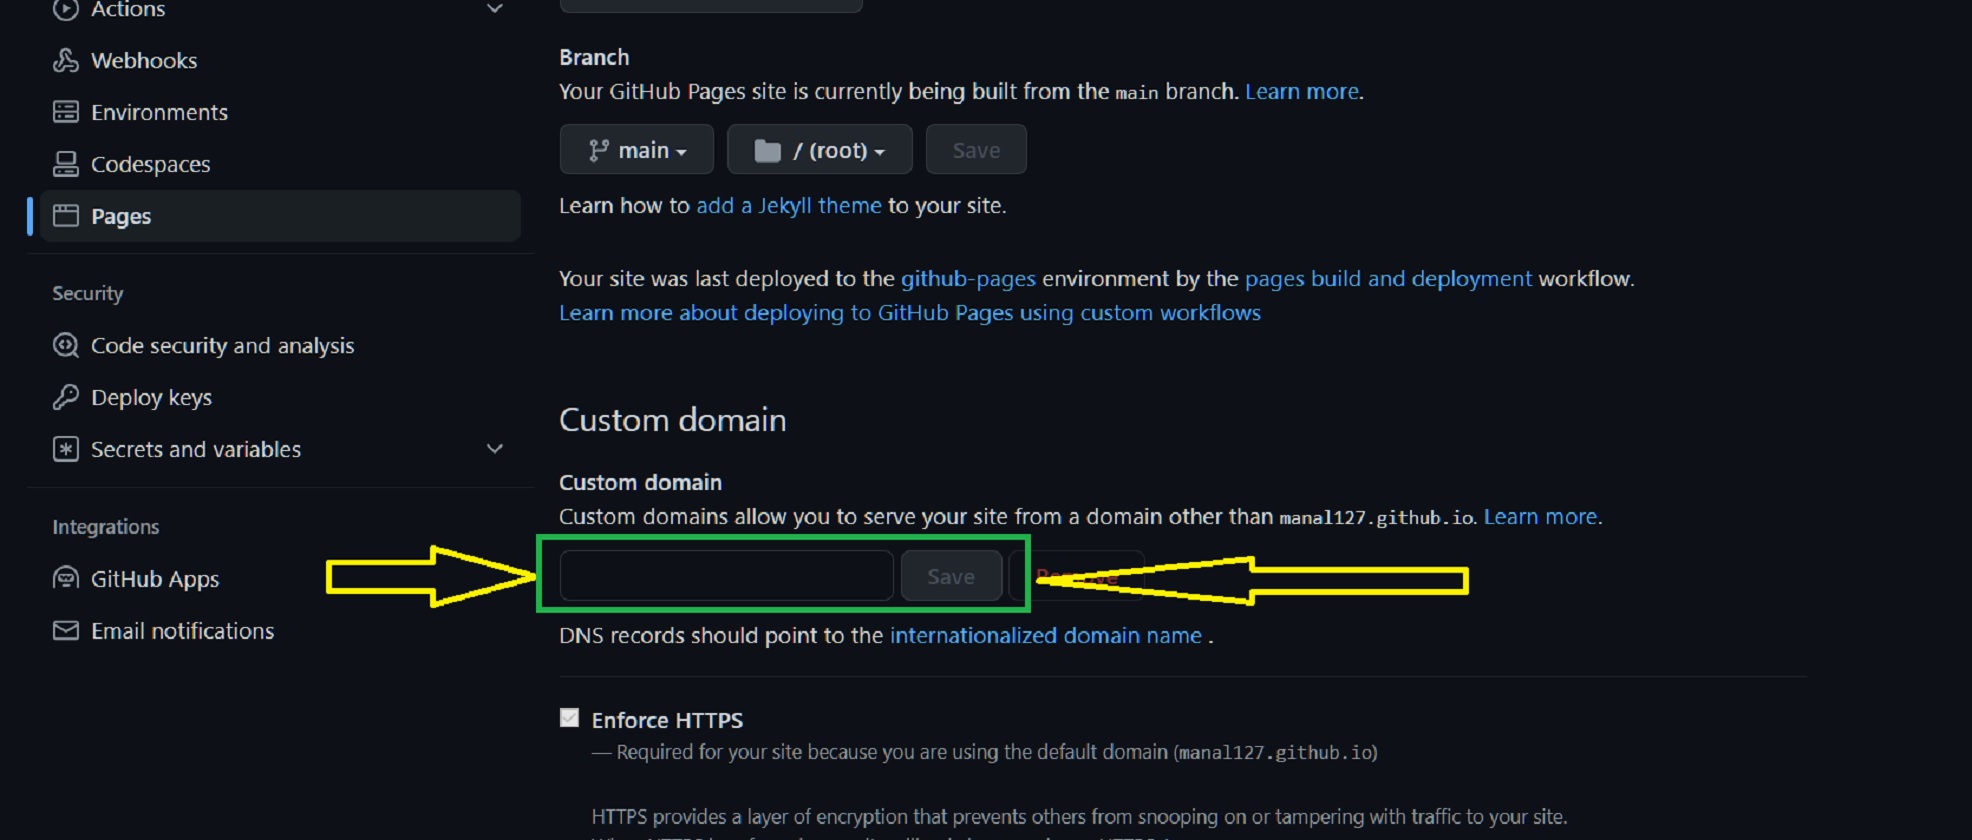 Actions
Webhooks
Environments
Codespaces
Pages
Security
Code security and analysis
Deploy keys
Secrets and variables
Integrations
GitHub Apps
Email notifications
Branch
Your GitHub Pages site is currently being built from the main branch. Learn more.
main / (root) Save
Learn how to add a Jekyll theme to your site.
Your site was last deployed to the github-pages environment by the pages build and deployment workflow.
Learn more about deploying to GitHub Pages using custom workflows
Custom domain
Custom domain
Custom domains allow you to serve your site from a domain other than manal127.github.io. Learn more.
Save Remove
DNS records should point to the internationalized domain name .
Enforce HTTPS
— Required for your site because you are using the default domain (manal127.github.io)
HTTPS provides a layer of encryption that prevents others from snooping on or tampering with traffic to your site.